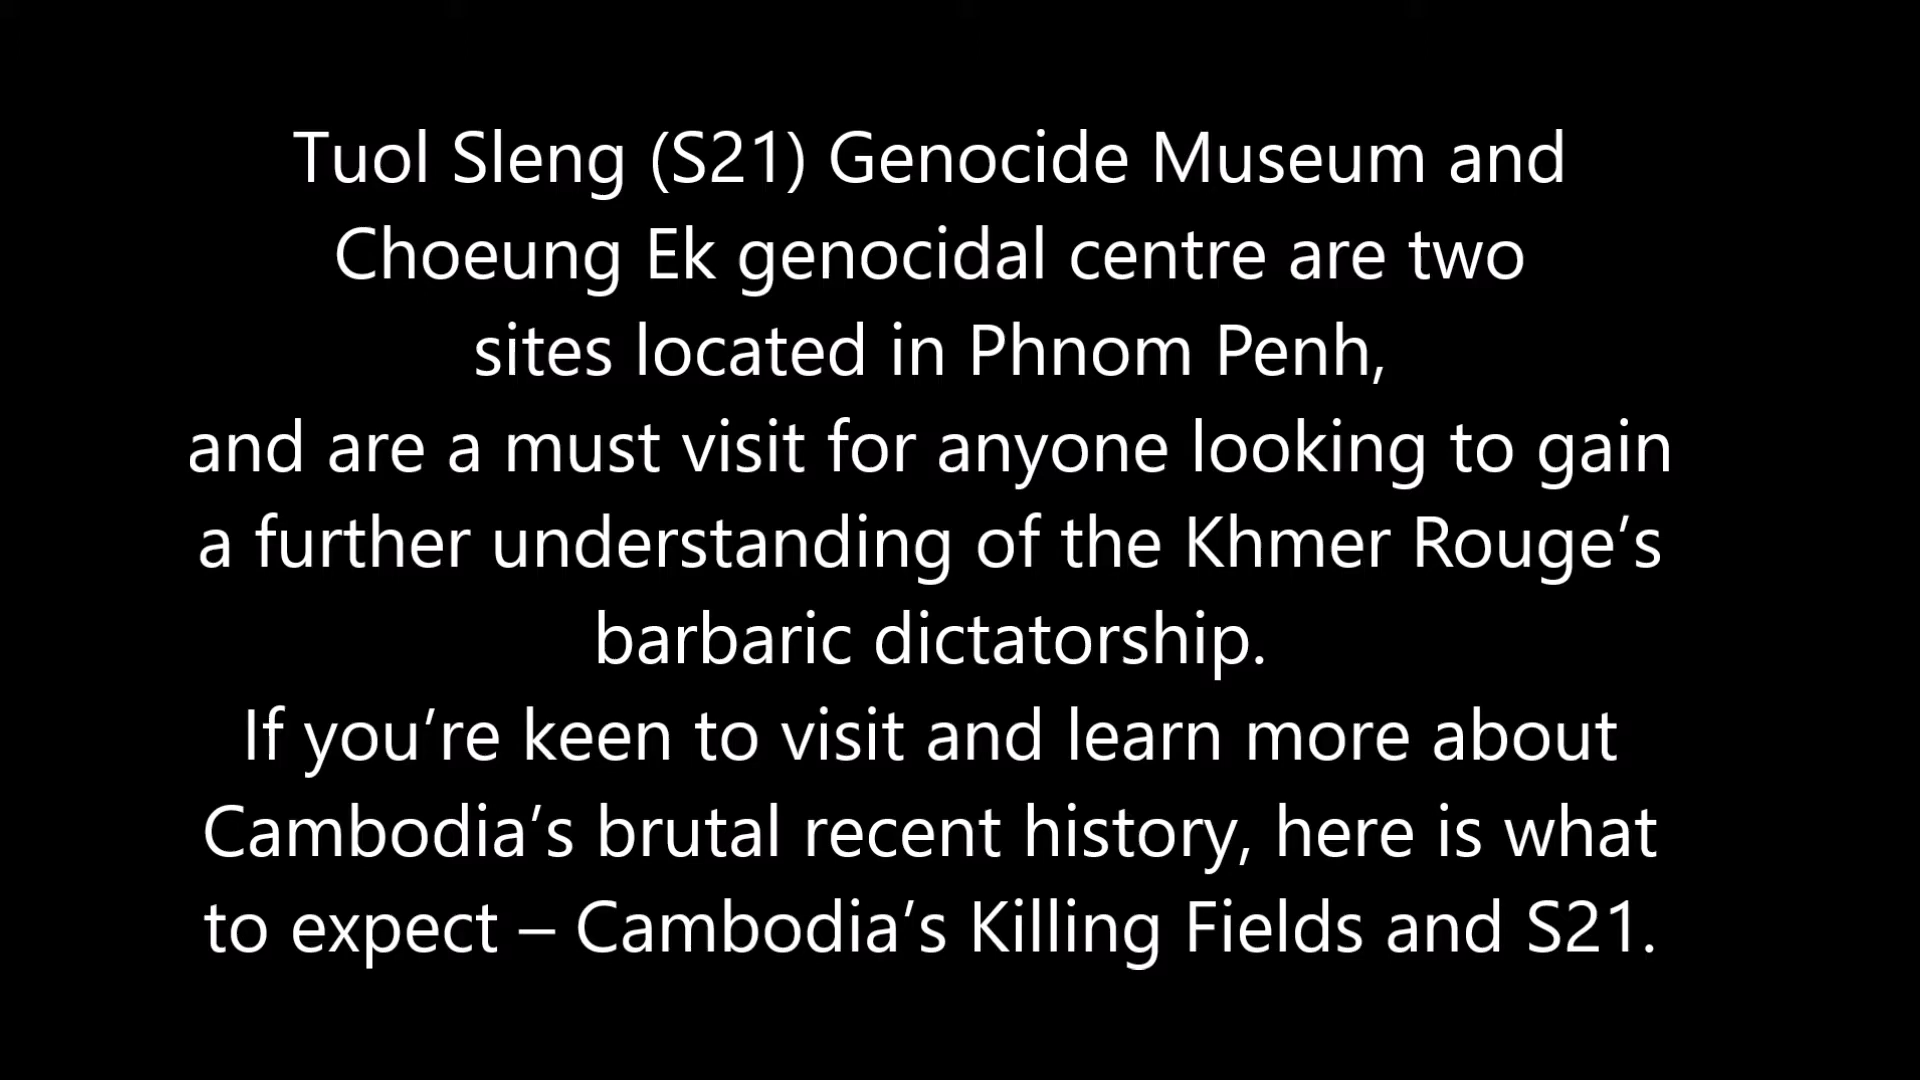 Tuol Sleng (S21) Genocide Museum and
Choeung Ek genocidal centre are two
sites located in Phnom Penh,
and are a must visit for anyone looking to gain
a further understanding of the Khmer Rouge’s
barbaric dictatorship.
If you’re keen to visit and learn more about
Cambodia’s brutal recent history, here is what
to expect – Cambodia’s Killing Fields and S21.